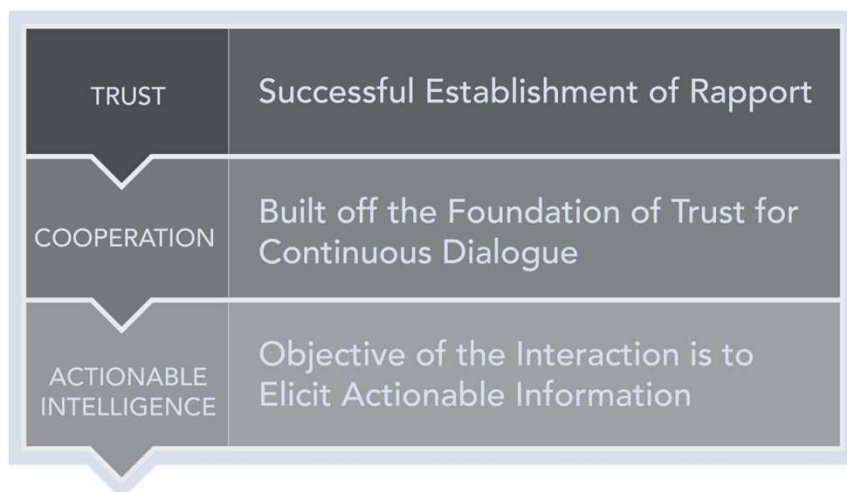 TRUST
Successful Establishment of Rapport
COOPERATION
Built off the Foundation of Trust for
Continuous Dialogue
ACTIONABLE
INTELLIGENCE
Objective of the Interaction is to
Elicit Actionable Information